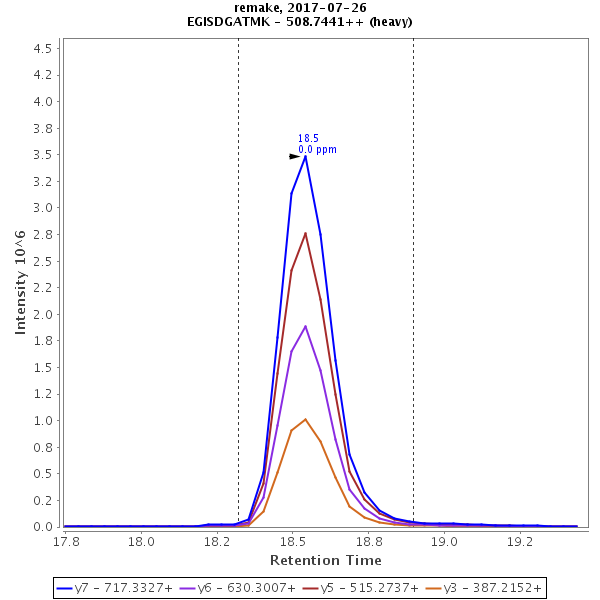 remake, 2017-07-26
EGISDGATMK - 508.7441++ (heavy)
4.5
4.2
4.0
3.8
3.5
3.2
3.0
2.8
2.5
2.2
2.0
1.8
1.5
1.2
1.0
0.8
0.5
0.2
0.0
Intensity 10^6
18.5
0.0 ppm
17.8 18.0 18.2 18.5 18.8 19.0 19.2
Retention Time
y7 - 717.3327+ y6 - 630.3007+ y5 - 515.2737+ y3 - 387.2152+